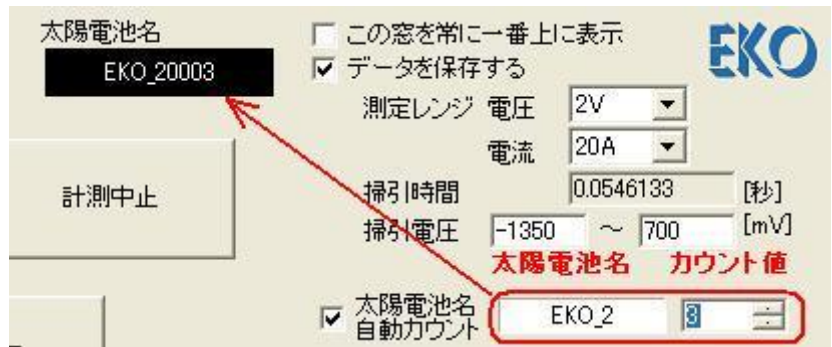 太陽電池名
EKO_20003
この窓を常に一番上に表示
データを保存する
EKO
測定レンジ 電圧 2V
電流 20A
計測中止
掃引時間 0.0546133 [秒]
掃引電圧 -1350 ～ 700 [mV]
太陽電池名 カウント値
太陽電池名
自動カウント
EKO_2 3